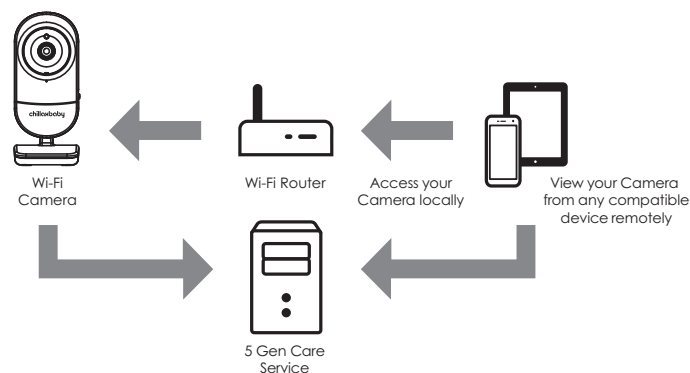 chillaxbaby
Wi-Fi
Camera
Wi-Fi Router
Access your
Camera locally
View your Camera
from any compatible
device remotely
5 Gen Care
Service